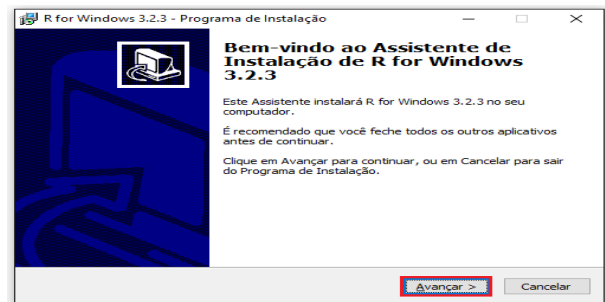 R for Windows 3.2.3 - Programa de Instalação
Bem-vindo ao Assistente de
Instalação de R for Windows
3.2.3
Este Assistente instalará R for Windows 3.2.3 no seu
computador.
É recomendado que você feche todos os outros aplicativos
antes de continuar.
Clique em Avançar para continuar, ou em Cancelar para sair
do Programa de Instalação.
Avançar >
Cancelar